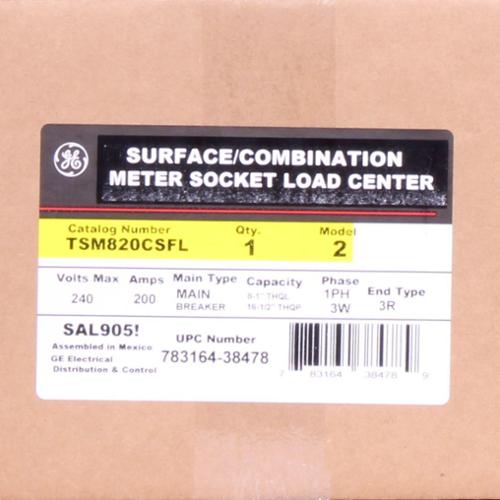 GE
SURFACE/COMBINATION
METER SOCKET LOAD CENTER
Catalog Number Qty. Model
TSM820CSFL 1 2
Volts Max Amps Main Type Capacity Phase End Type
240 200 MAIN BREAKER 8-1" THQL 16-1/2" THQP 1PH 3W 3R
SAL905!
Assembled in Mexico
GE Electrical
Distribution & Control
UPC Number
783164-38478
7 83164 38478 9